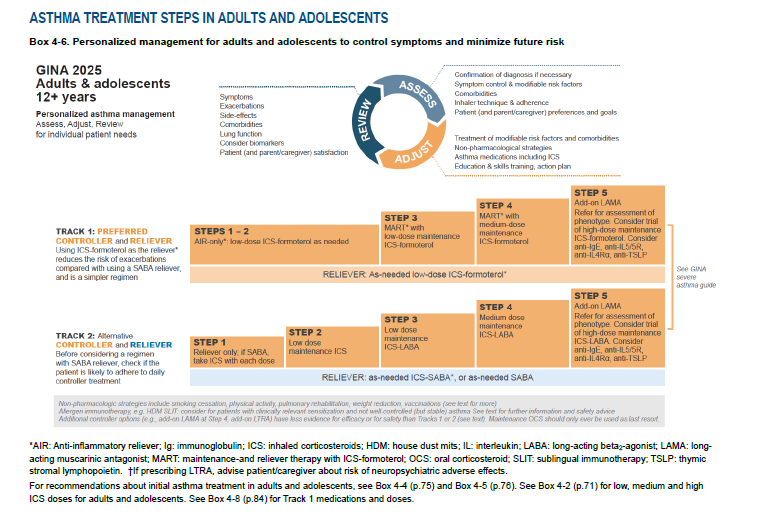 ASTHMA TREATMENT STEPS IN ADULTS AND ADOLESCENTS
Box 4-6. Personalized management for adults and adolescents to control symptoms and minimize future risk
GINA 2025
Adults & adolescents
12+ years
Personalized asthma management
Assess, Adjust, Review
for individual patient needs
Symptoms
Exacerbations
Side-effects
Comorbidities
Lung function
Consider biomarkers
Patient (and parent/caregiver) satisfaction
REVIEW
ASSESS
ADJUST
Confirmation of diagnosis if necessary
Symptom control & modifiable risk factors
Comorbidities
Inhaler technique & adherence
Patient (and parent/caregiver) preferences and goals
Treatment of modifiable risk factors and comorbidities
Non-pharmacological strategies
Asthma medications including ICS
Education & skills training, action plan
TRACK 1: PREFERRED
CONTROLLER and RELIEVER
Using ICS-formoterol as the reliever*
reduces the risk of exacerbations
compared with using a SABA reliever,
and is a simpler regimen
STEPS 1 – 2
AIR-only*: low-dose ICS-formoterol as needed
STEP 3
MART* with
low-dose maintenance
ICS-formoterol
STEP 4
MART* with
medium-dose
maintenance
ICS-formoterol
STEP 5
Add-on LAMA
Refer for assessment of
phenotype. Consider trial
of high-dose maintenance
ICS-formoterol. Consider
anti-IgE, anti-IL5/5R,
anti-IL4Rα, anti-TSLP
RELIEVER: As-needed low-dose ICS-formoterol*
See GINA
severe
asthma guide
TRACK 2: Alternative
CONTROLLER and RELIEVER
Before considering a regimen
with SABA reliever, check if the
patient is likely to adhere to daily
controller treatment
STEP 1
Reliever only; if SABA,
take ICS with each dose
STEP 2
Low dose
maintenance ICS
STEP 3
Low dose
maintenance
ICS-LABA
STEP 4
Medium dose
maintenance
ICS-LABA
STEP 5
Add-on LAMA
Refer for assessment of
phenotype. Consider trial
of high-dose maintenance
ICS-LABA. Consider
anti-IgE, anti-IL5/5R,
anti-IL4Rα, anti-TSLP
RELIEVER: as-needed ICS-SABA*, or as-needed SABA
Non-pharmacologic strategies include smoking cessation, physical activity, pulmonary rehabilitation, weight reduction, vaccinations (see text for more)
Allergen immunotherapy, e.g. HDM SLIT: consider for patients with clinically relevant sensitization and not well-controlled (but stable) asthma See text for further information and safety advice
Additional controller options (e.g., add-on LAMA at Step 4, add-on LTRA) have less evidence for efficacy or for safety than Tracks 1 or 2 (see text). Maintenance OCS should only ever be used as last resort.
*AIR: Anti-inflammatory reliever; Ig: immunoglobulin; ICS: inhaled corticosteroids; HDM: house dust mits; IL: interleukin; LABA: long-acting beta2-agonist; LAMA: long-
acting muscarinic antagonist; MART: maintenance-and reliever therapy with ICS-formoterol; OCS: oral corticosteroid; SLIT: sublingual immunotherapy; TSLP: thymic
stromal lymphopoietin. †If prescribing LTRA, advise patient/caregiver about risk of neuropsychiatric adverse effects.
For recommendations about initial asthma treatment in adults and adolescents, see Box 4-4 (p.75) and Box 4-5 (p.76). See Box 4-2 (p.71) for low, medium and high
ICS doses for adults and adolescents. See Box 4-8 (p.84) for Track 1 medications and doses.